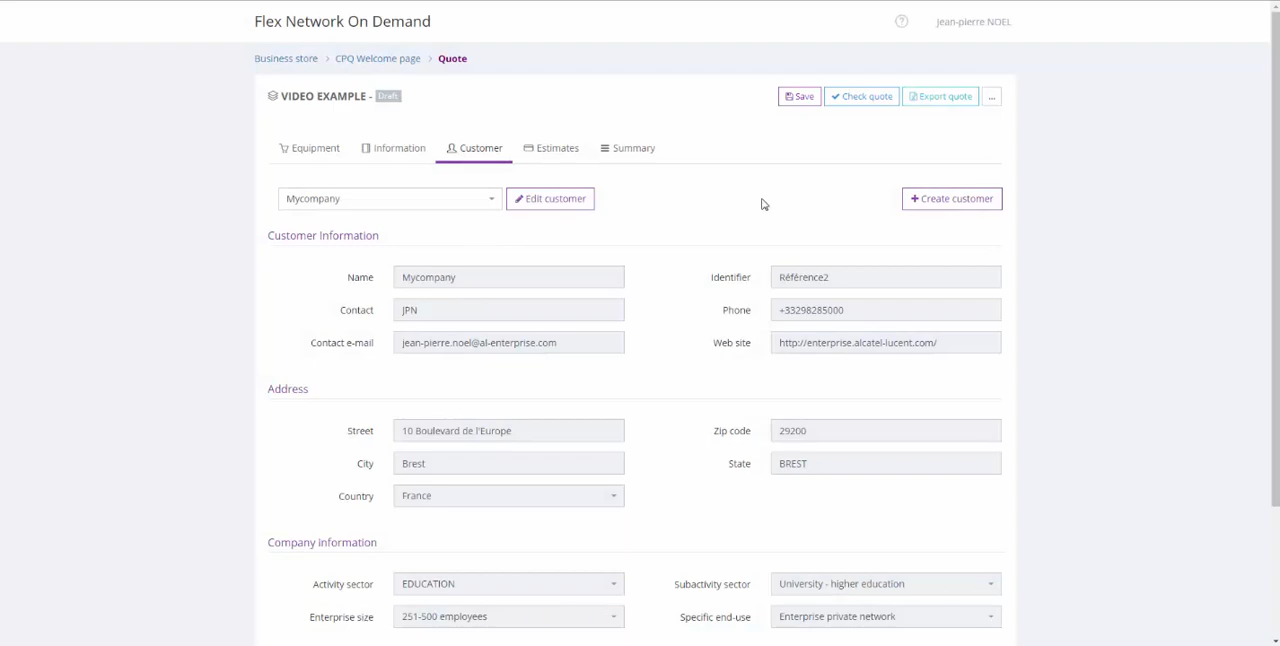 Flex Network On Demand
Jean-pierre NOEL
Business store > CPQ Welcome page > Quote
VIDEO EXAMPLE - Draft
Save Check quote Export quote ...
Equipment Information Customer Estimates Summary
Mycompany Edit customer Create customer
Customer Information
Name Mycompany Identifier Référence2
Contact JPN Phone +33298285000
Contact e-mail jean-pierre.noel@al-enterprise.com Web site http://enterprise.alcatel-lucent.com/
Address
Street 10 Boulevard de l'Europe Zip code 29200
City Brest State BREST
Country France
Company information
Activity sector EDUCATION Subactivity sector University - higher education
Enterprise size 251-500 employees Specific end-use Enterprise private network